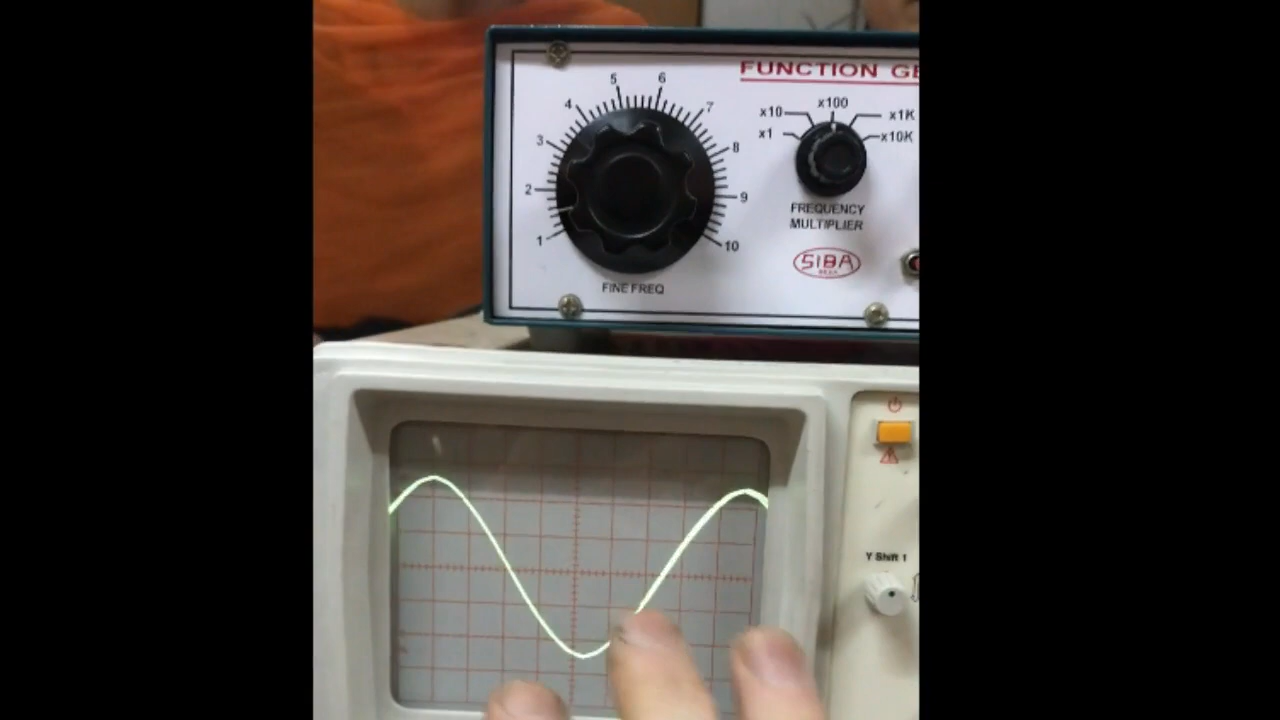 FUNCTION GE
5 6
4 7
3 8
2 9
1 10
FINE FREQ
x1 x10 x100 x1K x10K
FREQUENCY
MULTIPLIER
SIBA
Y Shift 1